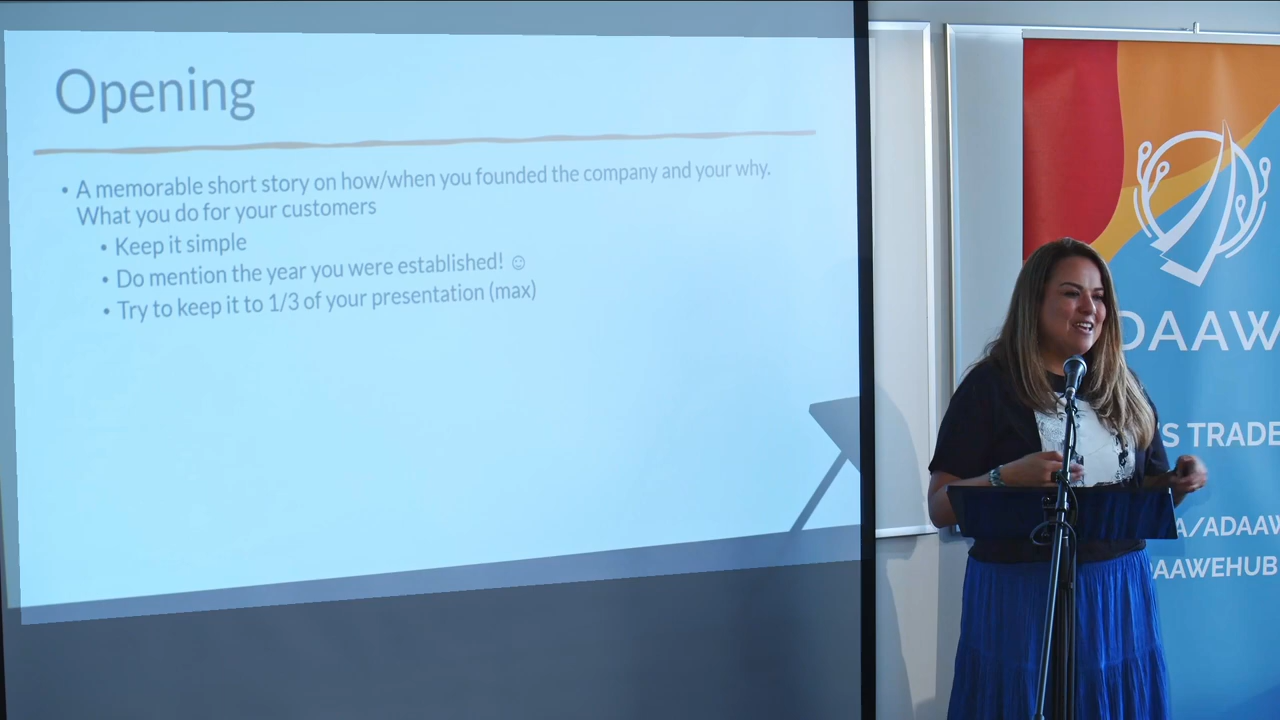 Opening
• A memorable short story on how/when you founded the company and your why.
What you do for your customers
• Keep it simple
• Do mention the year you were established! ☺
• Try to keep it to 1/3 of your presentation (max)
DAAW
TS TRADE
A/ADAAW
DAAWEHUB